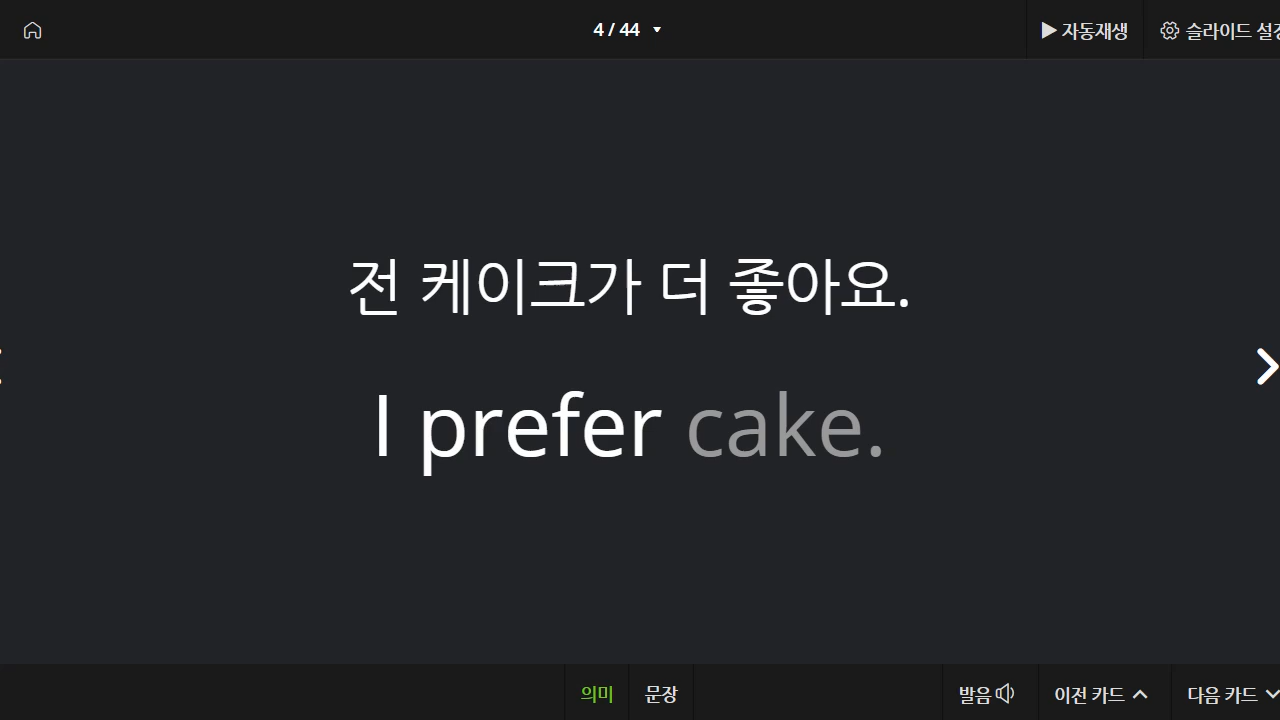 4 / 44
자동재생
슬라이드 설정
전 케이크가 더 좋아요.
I prefer cake.
의미
문장
발음
이전 카드
다음 카드